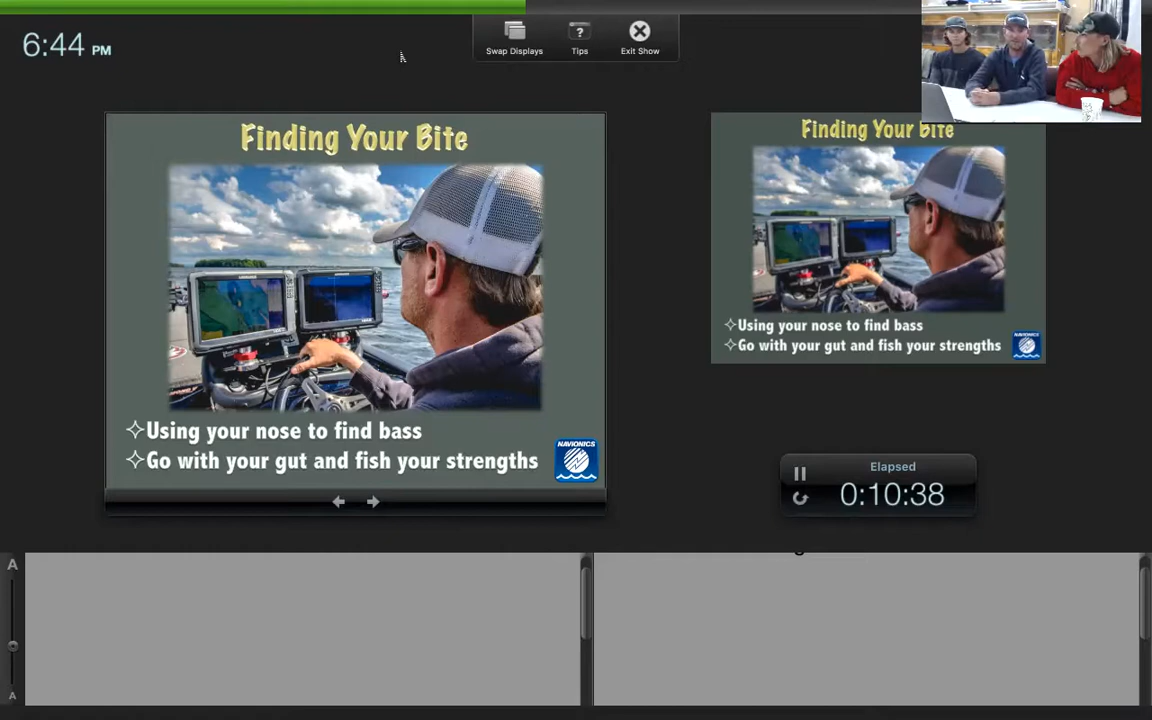 6:44 PM
Swap Displays
Tips
Exit Show
Finding Your Bite
Using your nose to find bass
Go with your gut and fish your strengths
NAVIONICS
Finding Your Bite
Using your nose to find bass
Go with your gut and fish your strengths
NAVIONICS
Elapsed
0:10:38
A
A